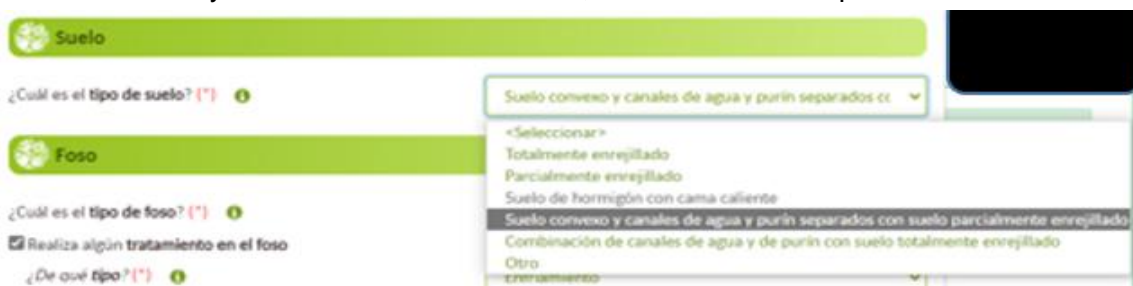 Suelo
¿Cuál es el tipo de suelo? (*)
Suelo convexo y canales de agua y purín separados cc
<Seleccionar>
Totalmente enrejillado
Parcialmente enrejillado
Suelo de hormigón con cama caliente
Suelo convexo y canales de agua y purín separados con suelo parcialmente enrejillado
Combinación de canales de agua y de purín con suelo totalmente enrejillado
Otro
Foso
¿Cuál es el tipo de foso? (*)
Realiza algún tratamiento en el foso
¿De qué tipo? (*)
Enfriamiento